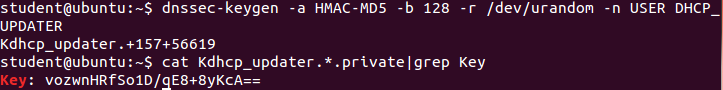 student@ubuntu:~$ dnssec-keygen -a HMAC-MD5 -b 128 -r /dev/urandom -n USER DHCP_
UPDATER
Kdhcp_updater.+157+56619
student@ubuntu:~$ cat Kdhcp_updater.*.private|grep Key
Key: vozwnHRfSo1D/qE8+8yKcA==